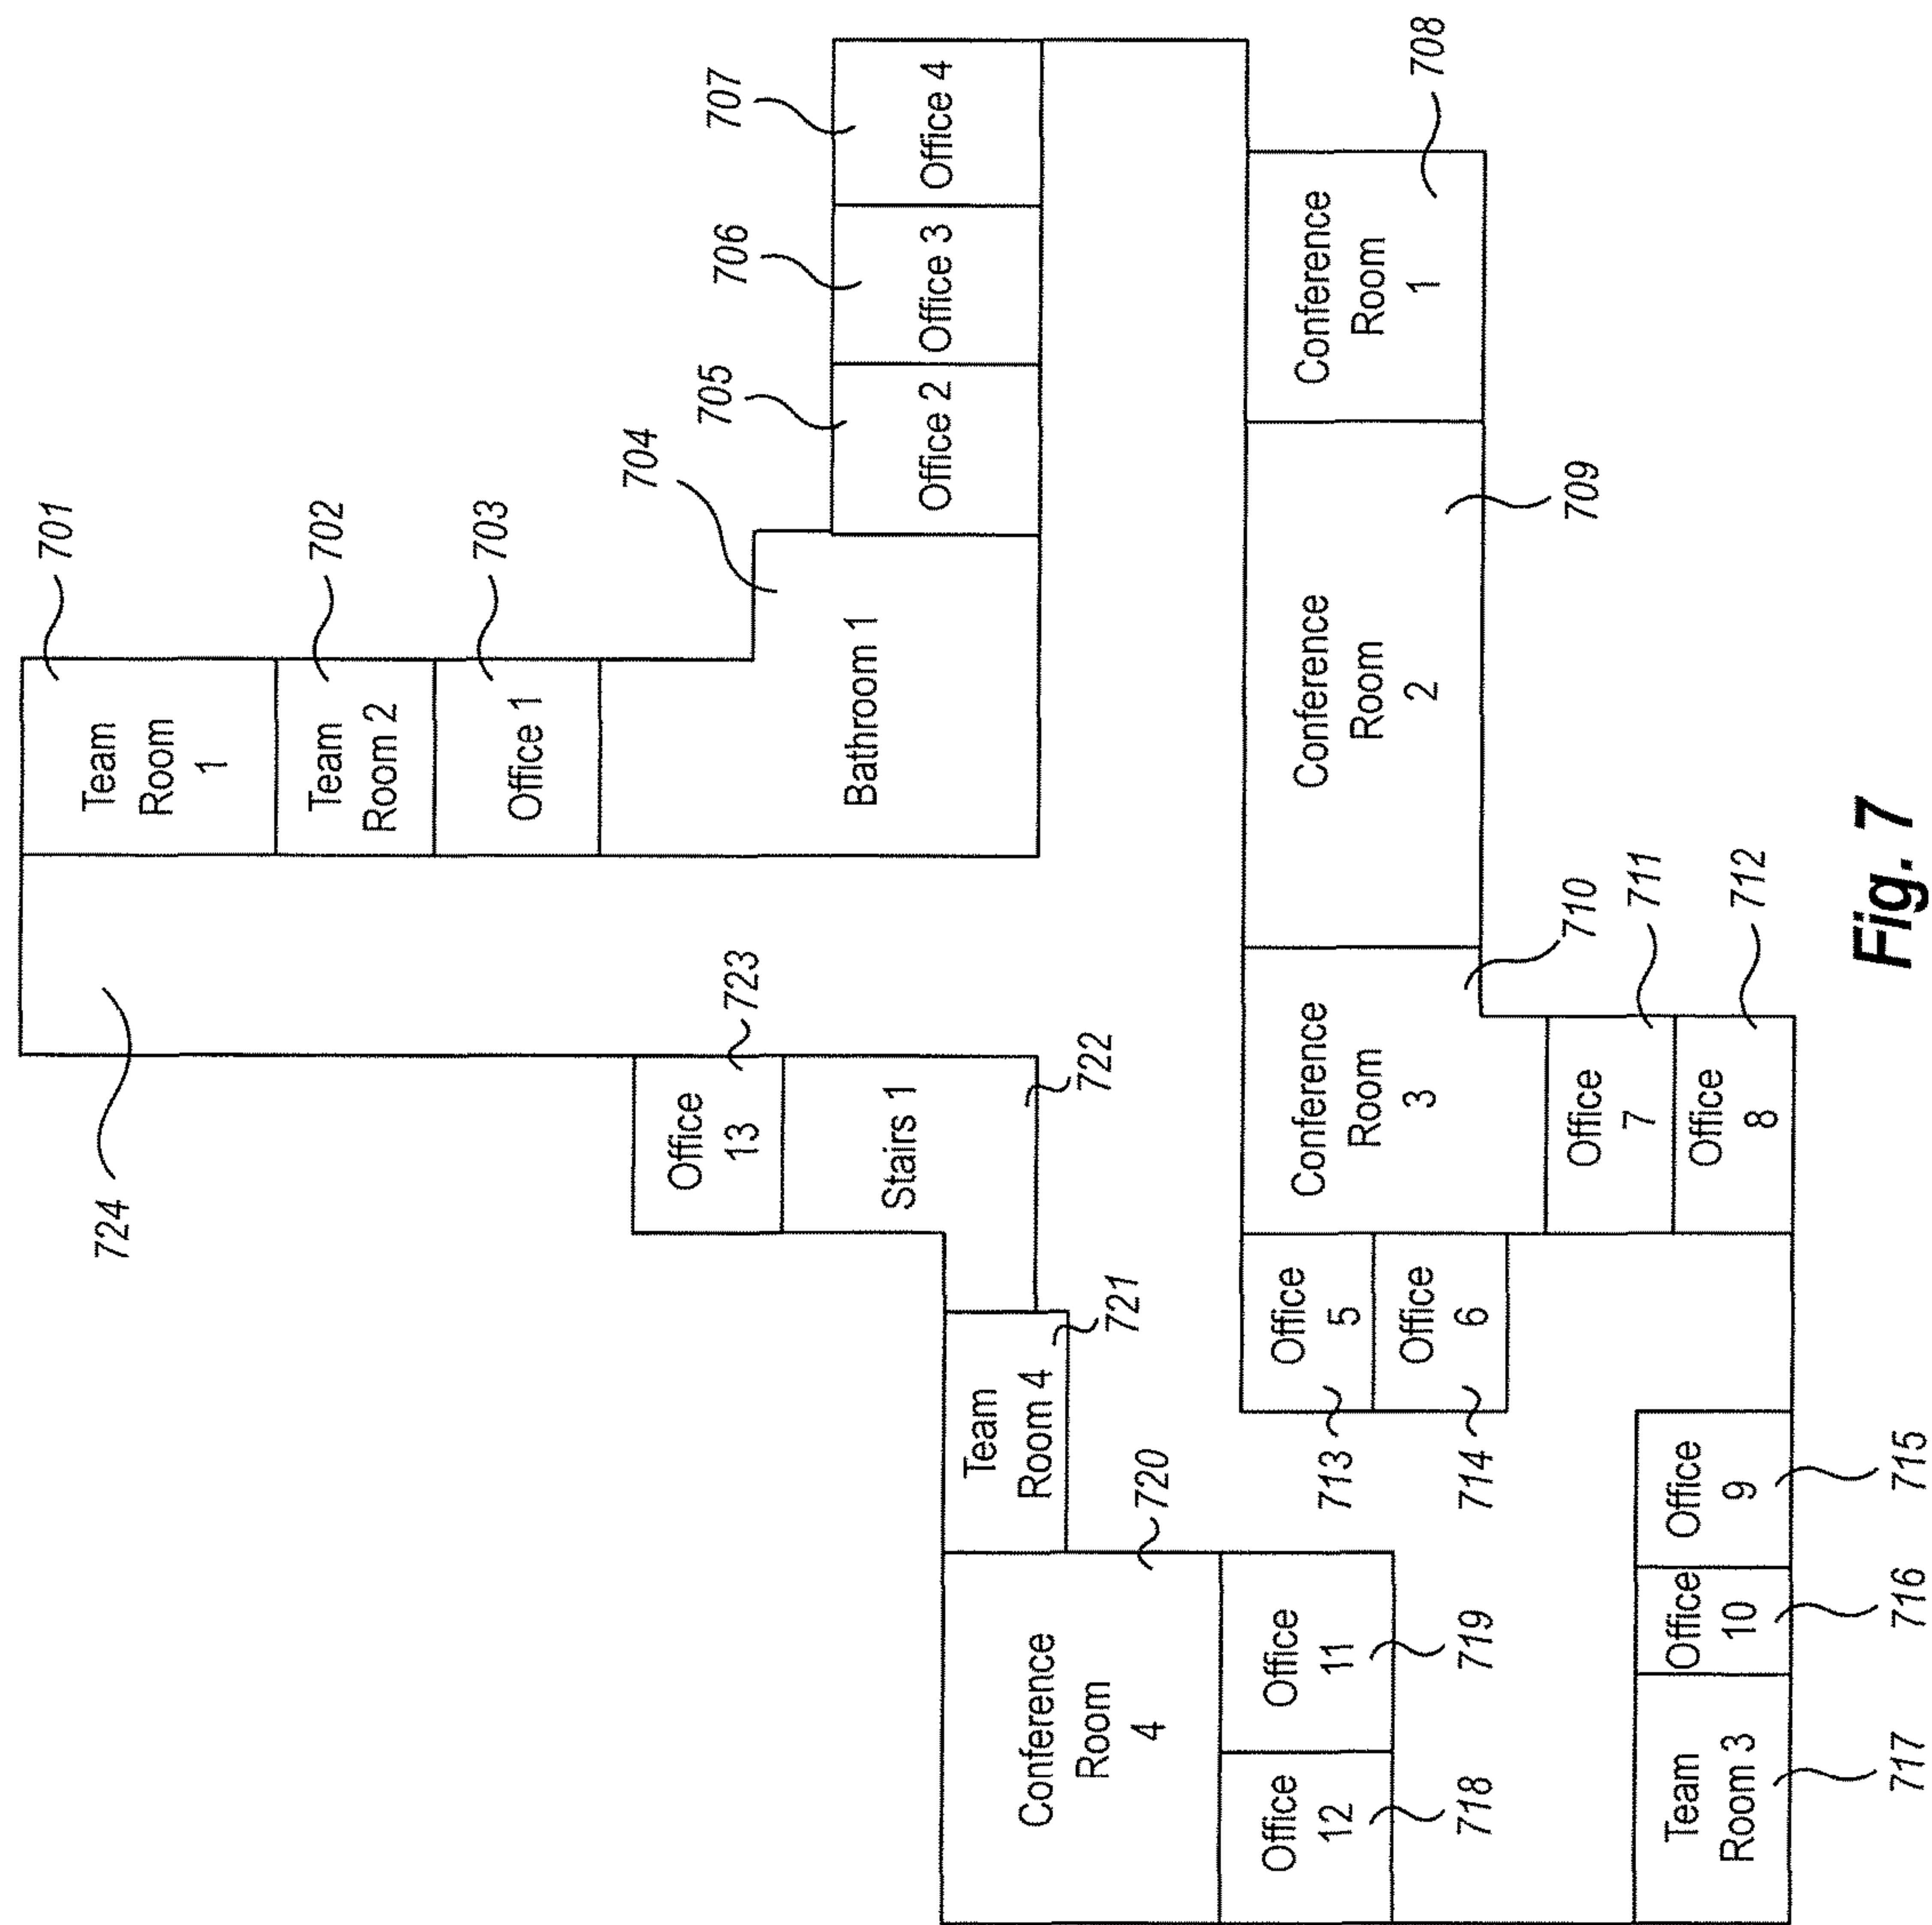 701
Team
Room
1
702
Team
Room 2
703
Office 1
704
Bathroom 1
705
Office 2
706
Office 3
707
Office 4
708
Conference
Room
1
709
Conference
Room
2
710
Conference
Room
3
711
Office
7
712
Office
8
713
Office
5
714
Office
6
715
Office
9
716
Office
10
717
Team
Room 3
718
Office
12
719
Office
11
720
Conference
Room
4
721
Team
Room 4
722
Stairs 1
723
Office
13
724
Fig. 7